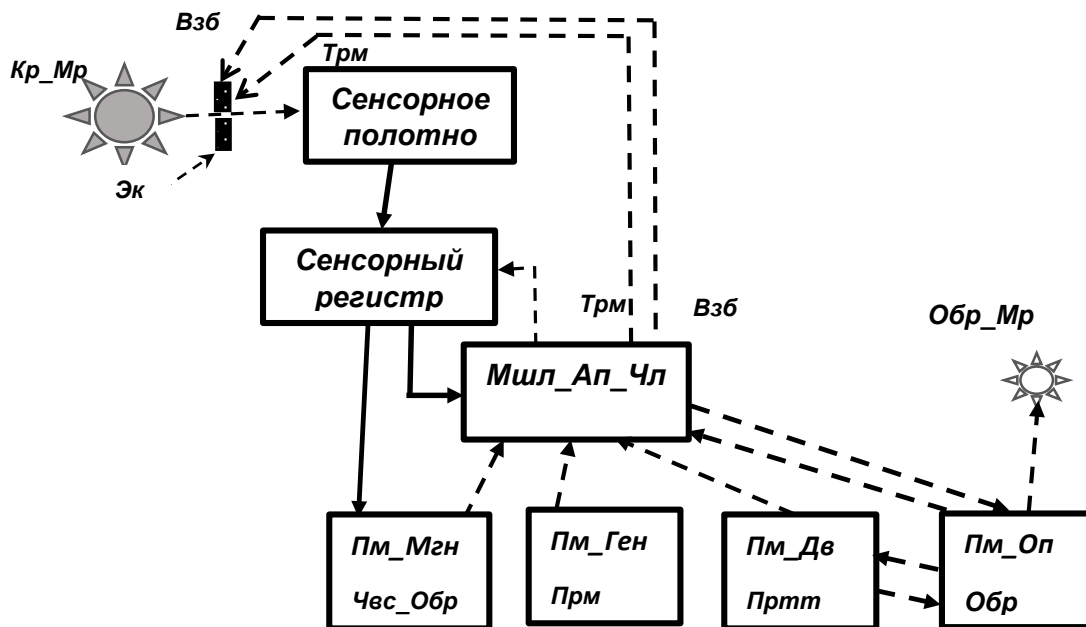 Взб
Трм
Кр_Мр
Сенсорное
полотно
Эк
Сенсорный
регистр
Трм
Взб
Обр_Мр
Мшл_Ап_Чл
Пм_Мгн
Чвс_Обр
Пм_Ген
Прм
Пм_Дв
Пртт
Пм_Оп
Обр